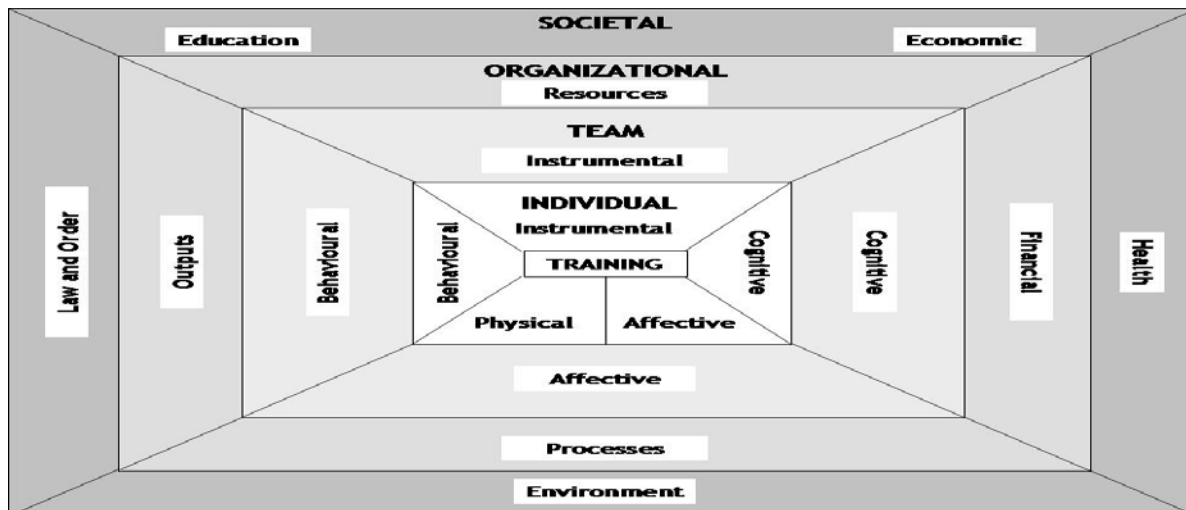 SOCIETAL
Education
Economic
ORGANIZATIONAL
Resources
TEAM
Instrumental
INDIVIDUAL
Instrumental
Law and Order
Outputs
Behavioural
Behavioural
TRAINING
Cognitive
Cognitive
Financial
Health
Physical
Affective
Affective
Processes
Environment